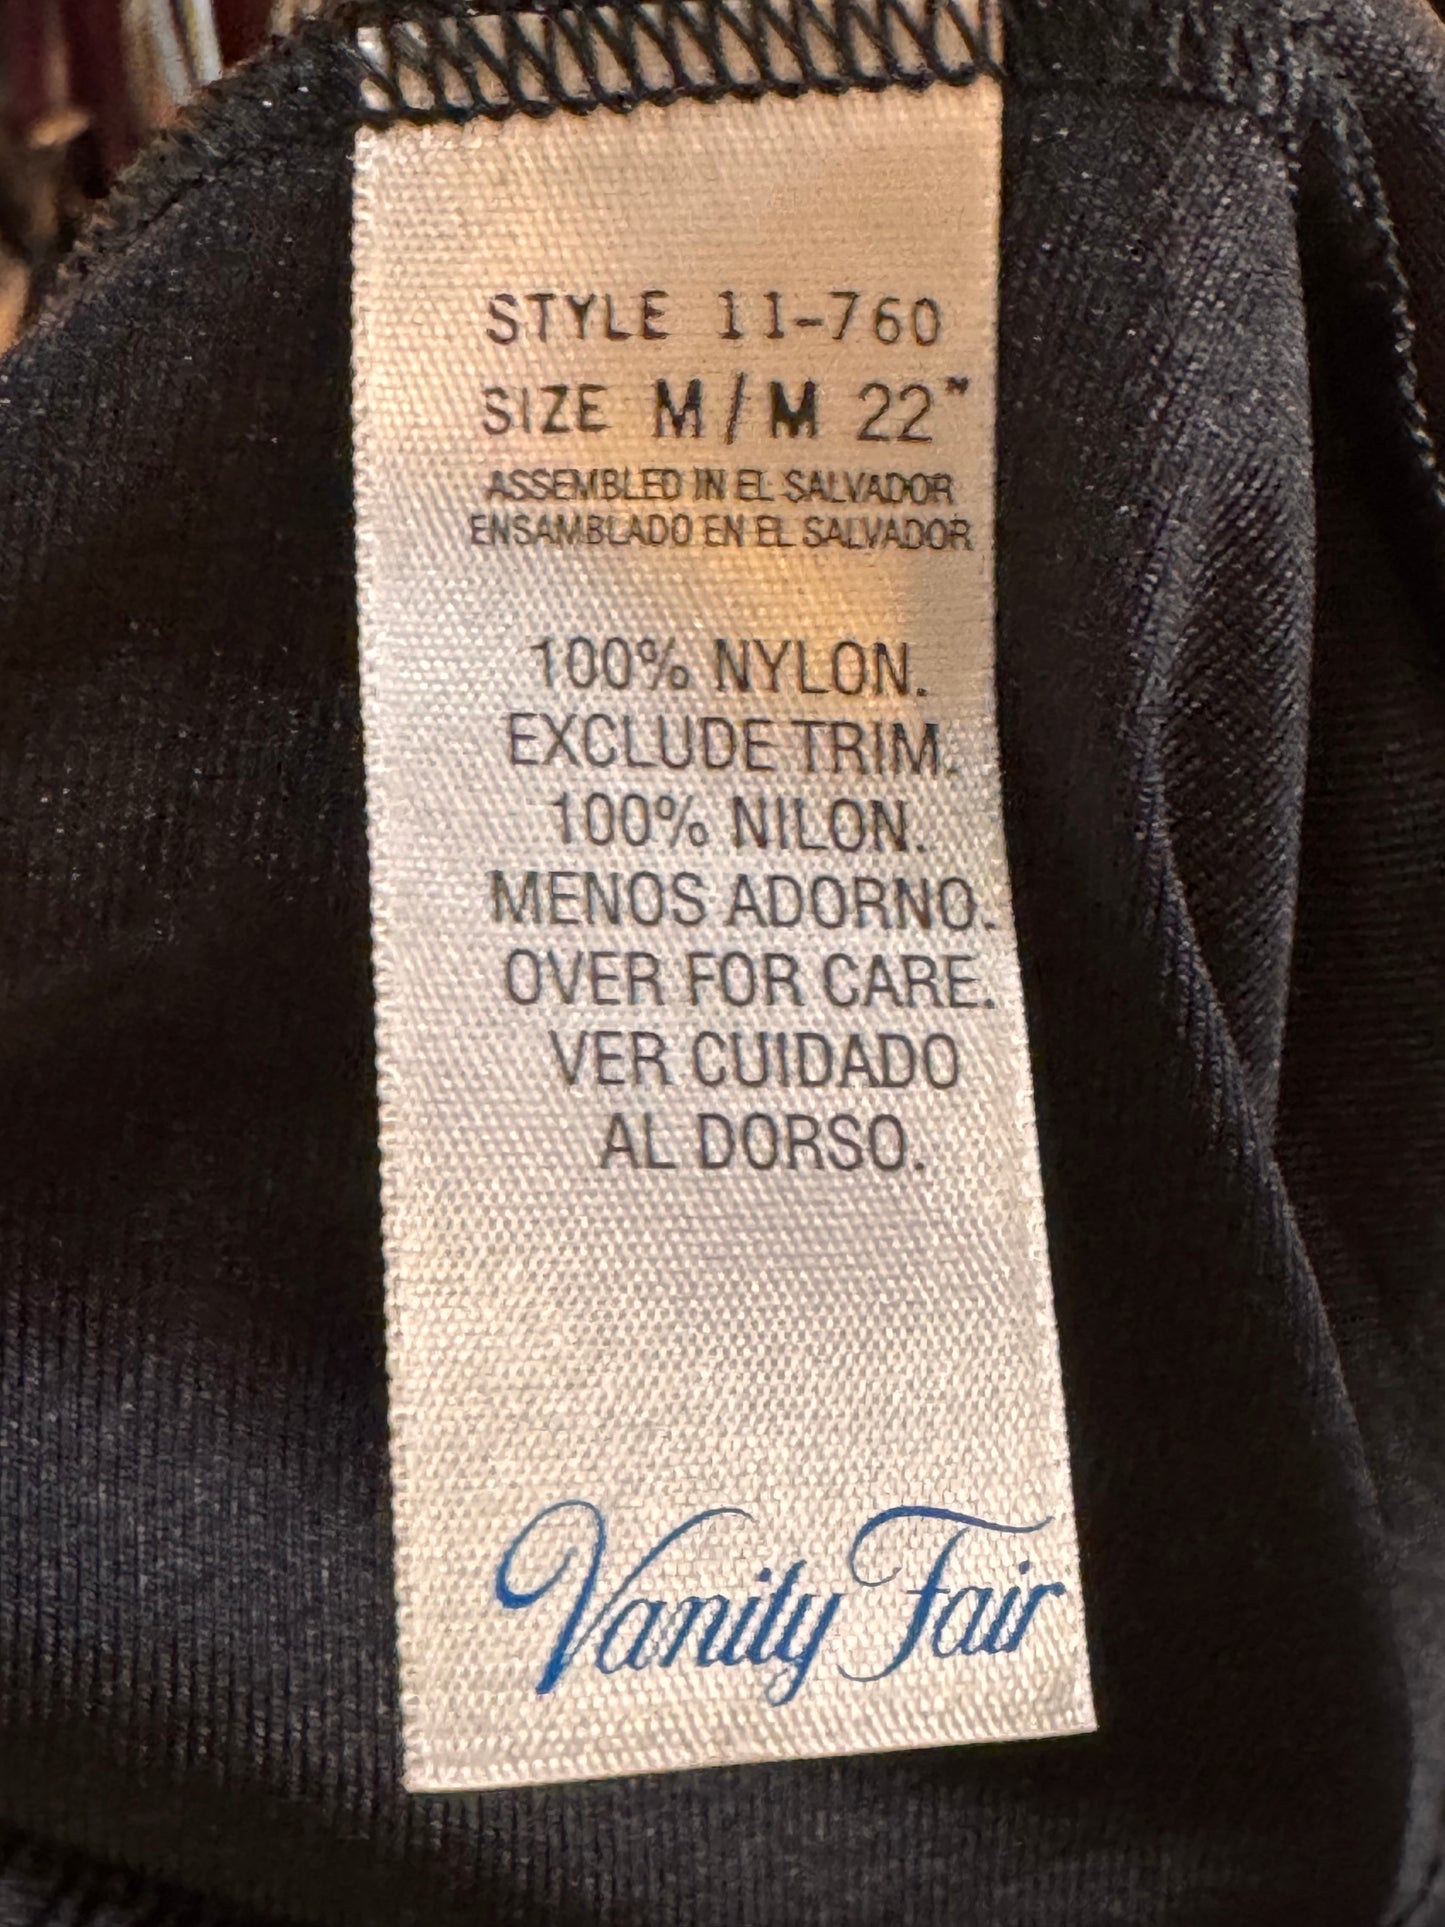 STYLE 11-760
SIZE M/M 22"
ASSEMBLED IN EL SALVADOR
ENSAMBLADO EN EL SALVADOR
100% NYLON.
EXCLUDE TRIM.
100% NILON.
MENOS ADORNO.
OVER FOR CARE.
VER CUIDADO
AL DORSO.
Vanity Fair